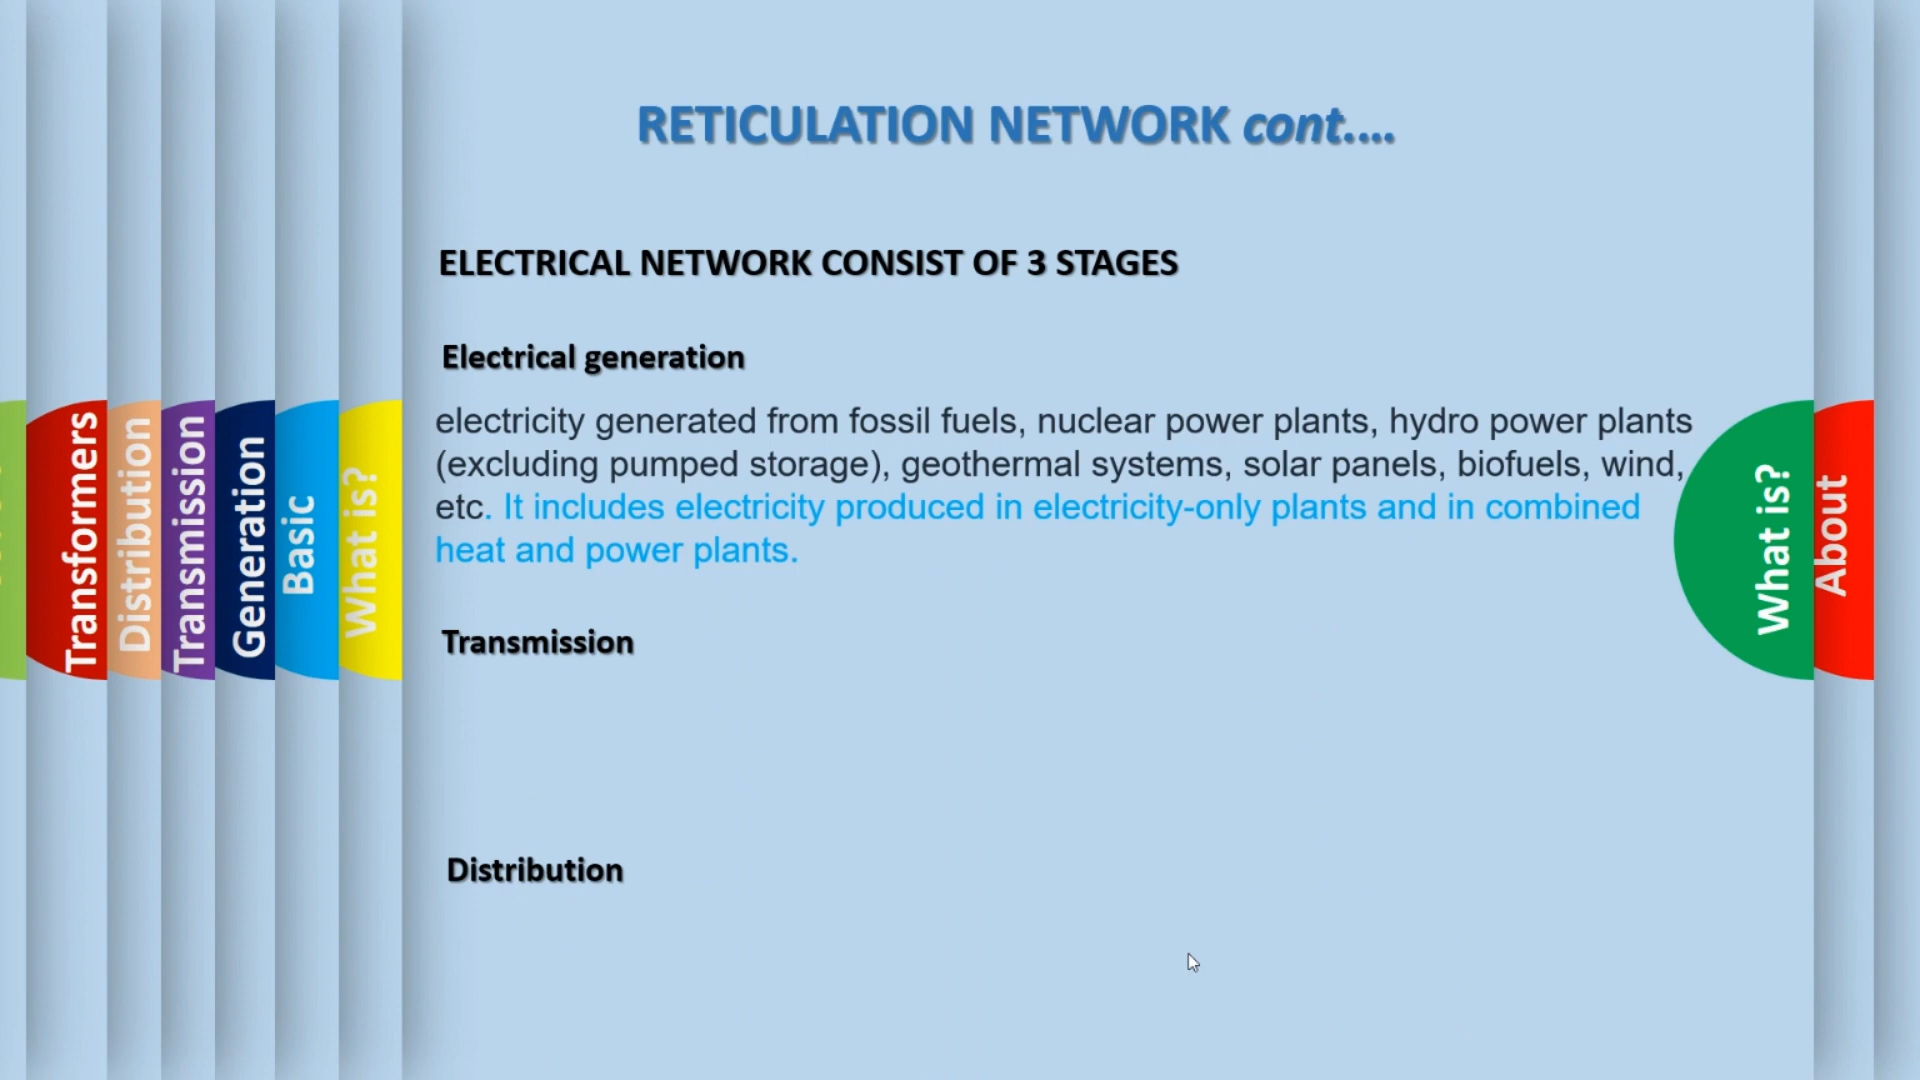 RETICULATION NETWORK cont....
ELECTRICAL NETWORK CONSIST OF 3 STAGES
Electrical generation
electricity generated from fossil fuels, nuclear power plants, hydro power plants
(excluding pumped storage), geothermal systems, solar panels, biofuels, wind,
etc. It includes electricity produced in electricity-only plants and in combined
heat and power plants.
Transmission
Distribution
Transformers
Distribution
Transmission
Generation
Basic
What is?
What is?
About